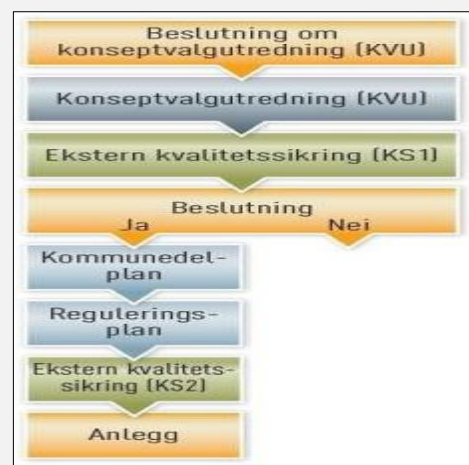 Beslutning om
konseptvalgutredning (KVU)
Konseptvalgutredning (KVU)
Ekstern kvalitetssikring (KS1)
Beslutning
Ja Nei
Kommunedel-
plan
Regulerings-
plan
Ekstern kvalitets-
sikring (KS2)
Anlegg